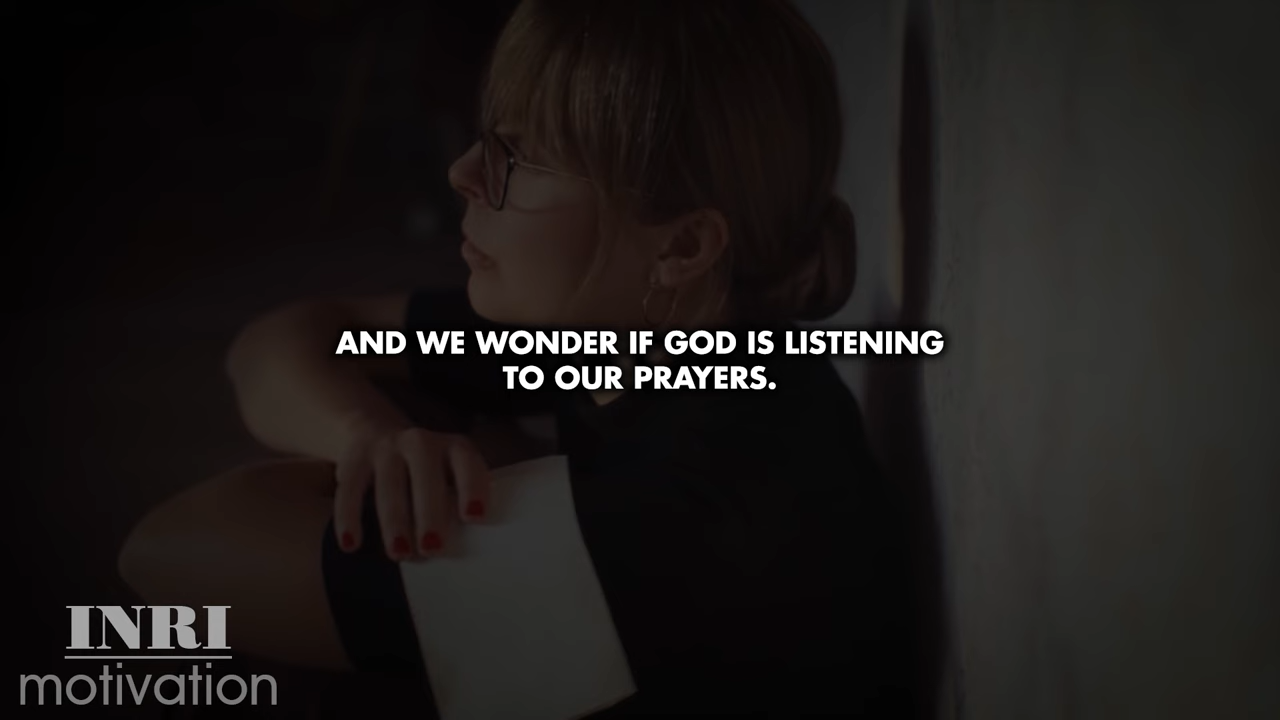 AND WE WONDER IF GOD IS LISTENING
TO OUR PRAYERS.
INRI
motivation